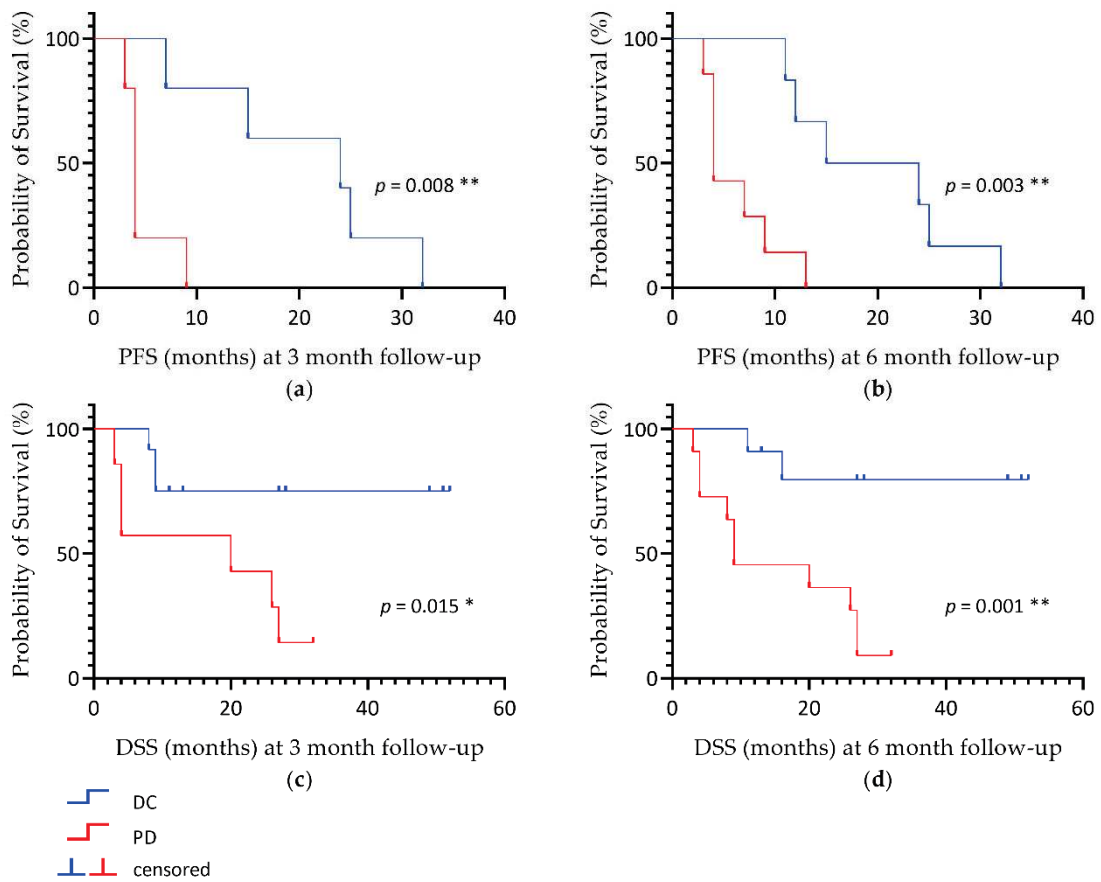 Probability of Survival (%)
100
50
0
p = 0.008 **
0 10 20 30 40
PFS (months) at 3 month follow-up
(a)
Probability of Survival (%)
100
50
0
p = 0.003 **
0 10 20 30 40
PFS (months) at 6 month follow-up
(b)
Probability of Survival (%)
100
50
0
p = 0.015 *
0 20 40 60
DSS (months) at 3 month follow-up
(c)
Probability of Survival (%)
100
50
0
p = 0.001 **
0 20 40 60
DSS (months) at 6 month follow-up
(d)
DC
PD
censored